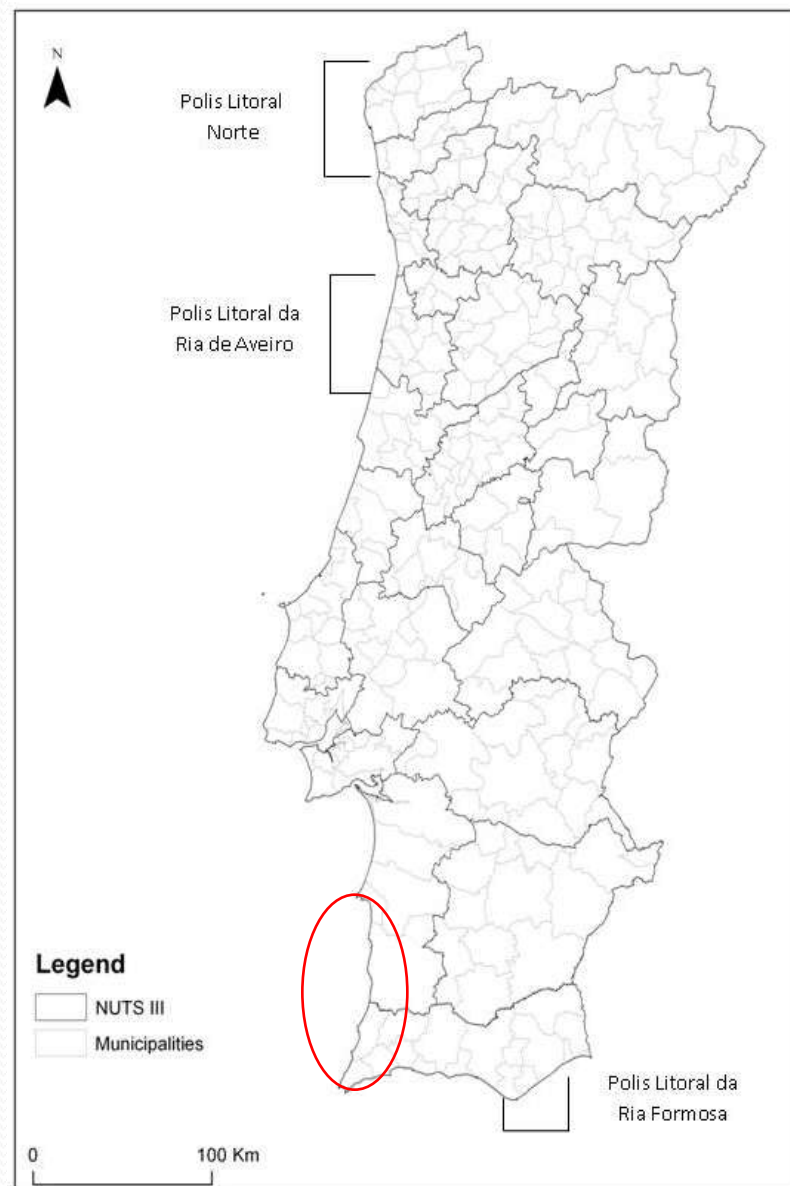 N
Polis Litoral
Norte
Polis Litoral da
Ria de Aveiro
Legend
NUTS III
Municipalities
Polis Litoral da
Ria Formosa
0 100 Km